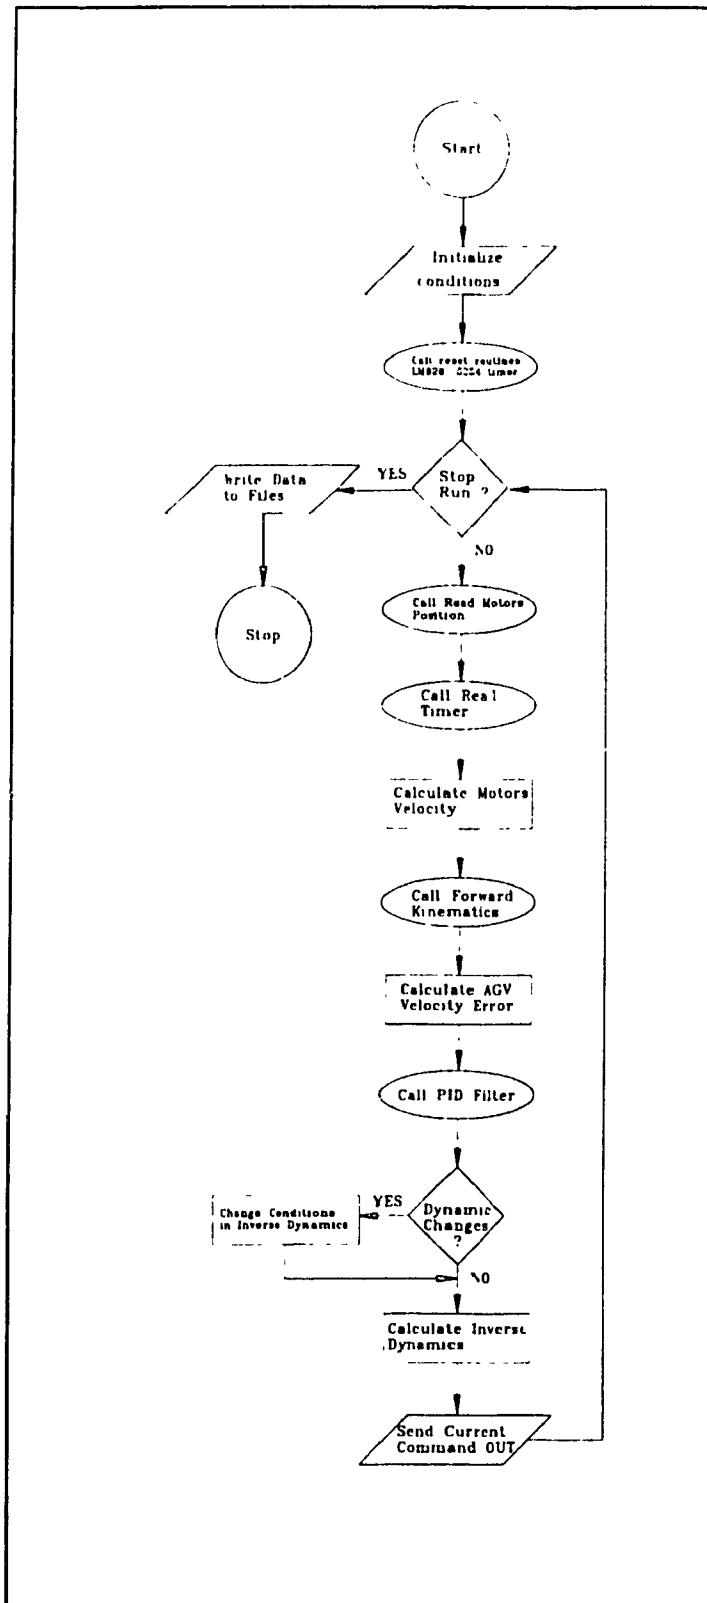 Start
Initialize
conditions
Call reset routines
timer
Stop
Run ?
YES
Write Data
to Files
Stop
NO
Call Read Motors
Position
Call Real
Timer
Calculate Motors
Velocity
Call Forward
Kinematics
Calculate AGV
Velocity Error
Call PID Filter
Dynamic
Changes
?
YES
Change Conditions
in Inverse Dynamics
NO
Calculate Inverse
Dynamics
Send Current
Command OUT